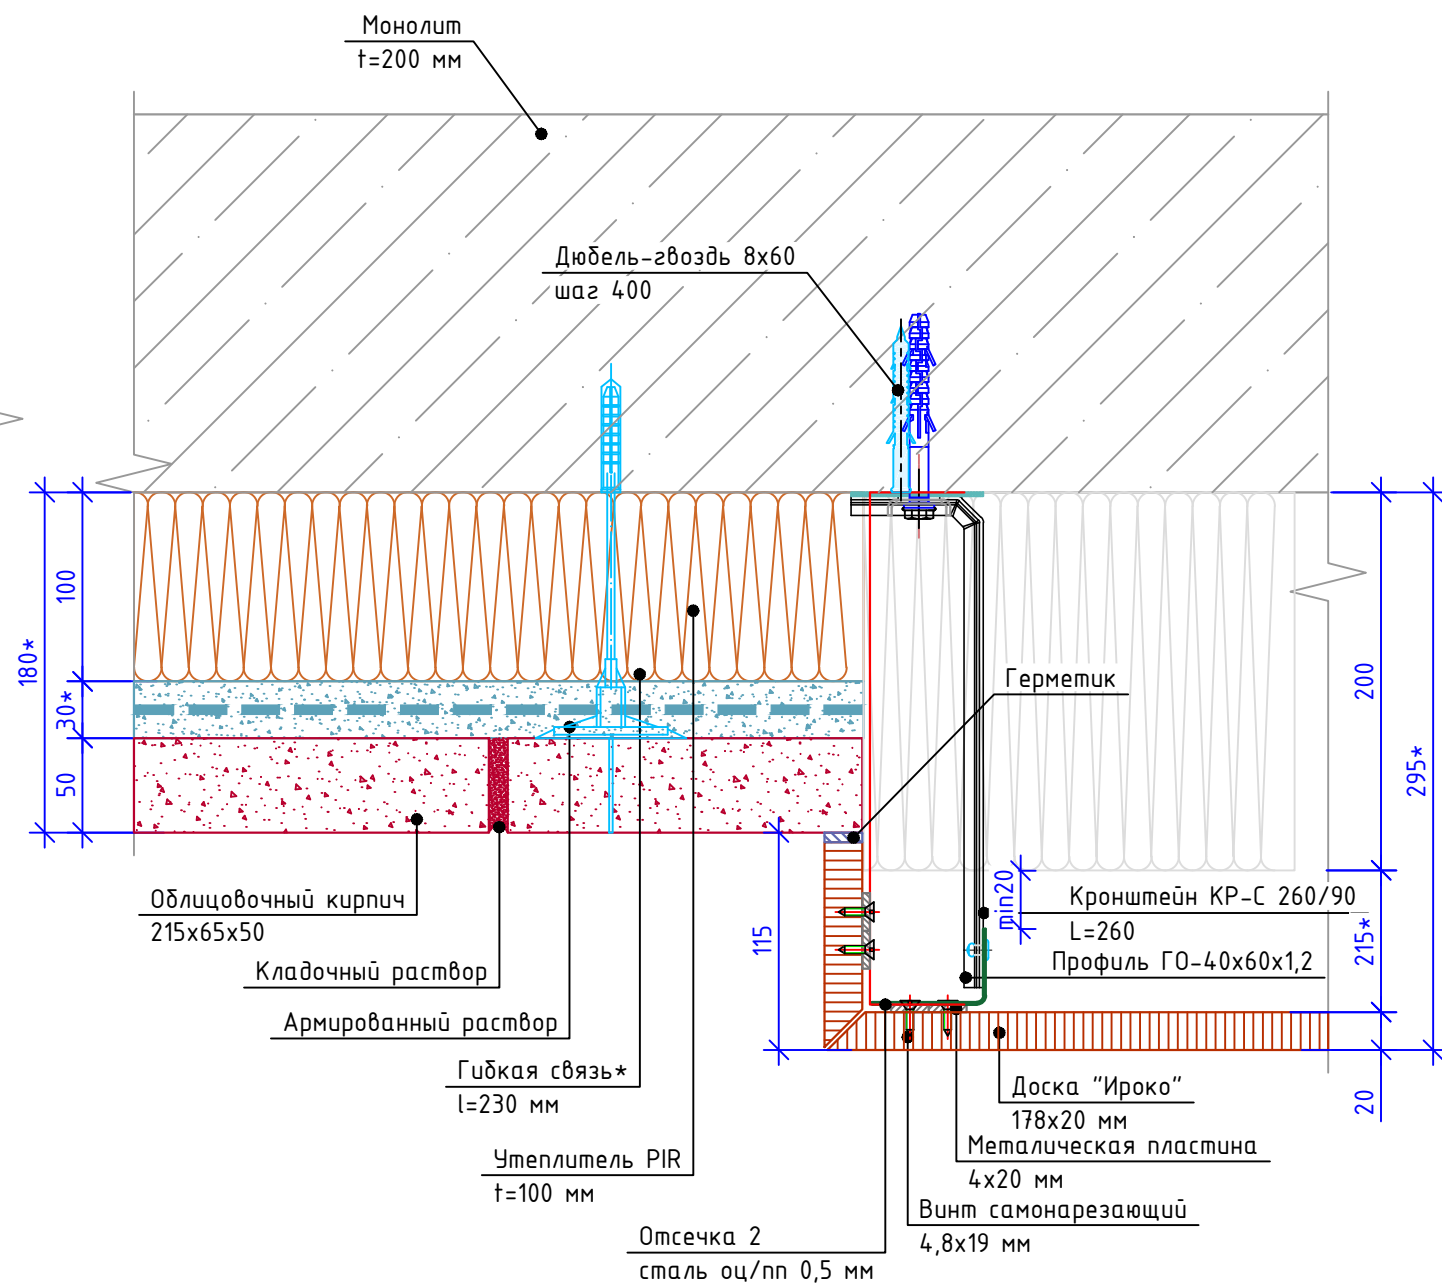 Монолит
t=200 мм
Дюбель-гвоздь 8х60
шаг 400
100
180*
30*
50
Герметик
200
295*
min20
Кронштейн КР-С 260/90
L=260
215*
Профиль ГО-40х60х1,2
115
Облицовочный кирпич
215х65х50
Кладочный раствор
Армированный раствор
Гибкая связь*
l=230 мм
Утеплитель PIR
t=100 мм
Доска "Ироко"
178х20 мм
20
Металическая пластина
4х20 мм
Винт самонарезающий
4,8х19 мм
Отсечка 2
сталь оц/пп 0,5 мм